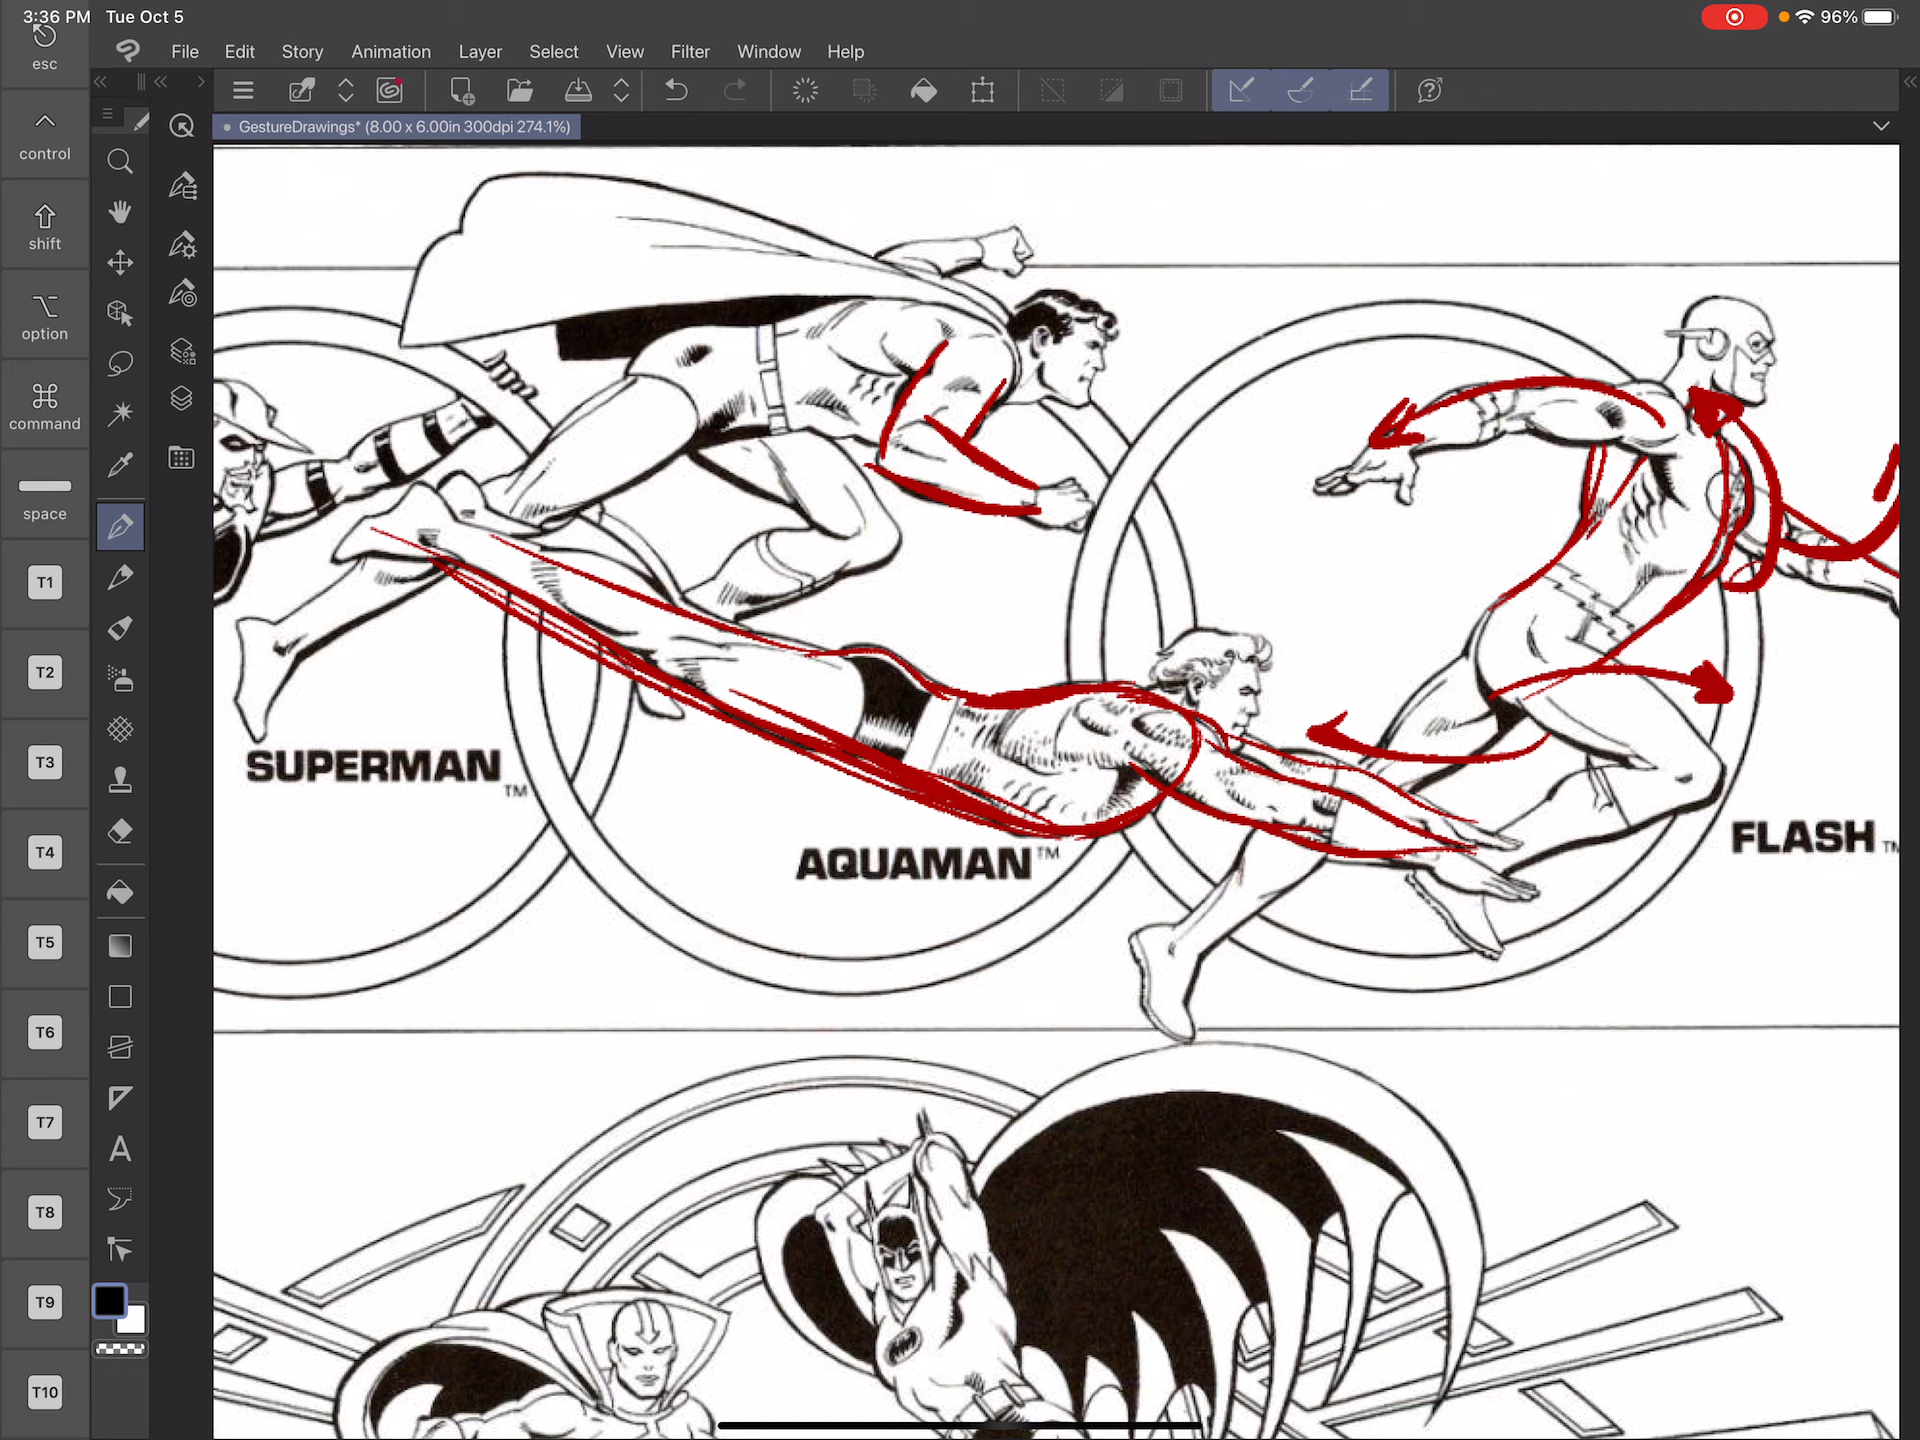 3:36 PM Tue Oct 5 96%
esc
File Edit Story Animation Layer Select View Filter Window Help
control
GestureDrawings* (8.00 x 6.00in 300dpi 274.1%)
shift
option
command
space
T1
T2
T3
T4
T5
T6
T7
T8
T9
T10
A
SUPERMAN TM
AQUAMAN TM
FLASH TM